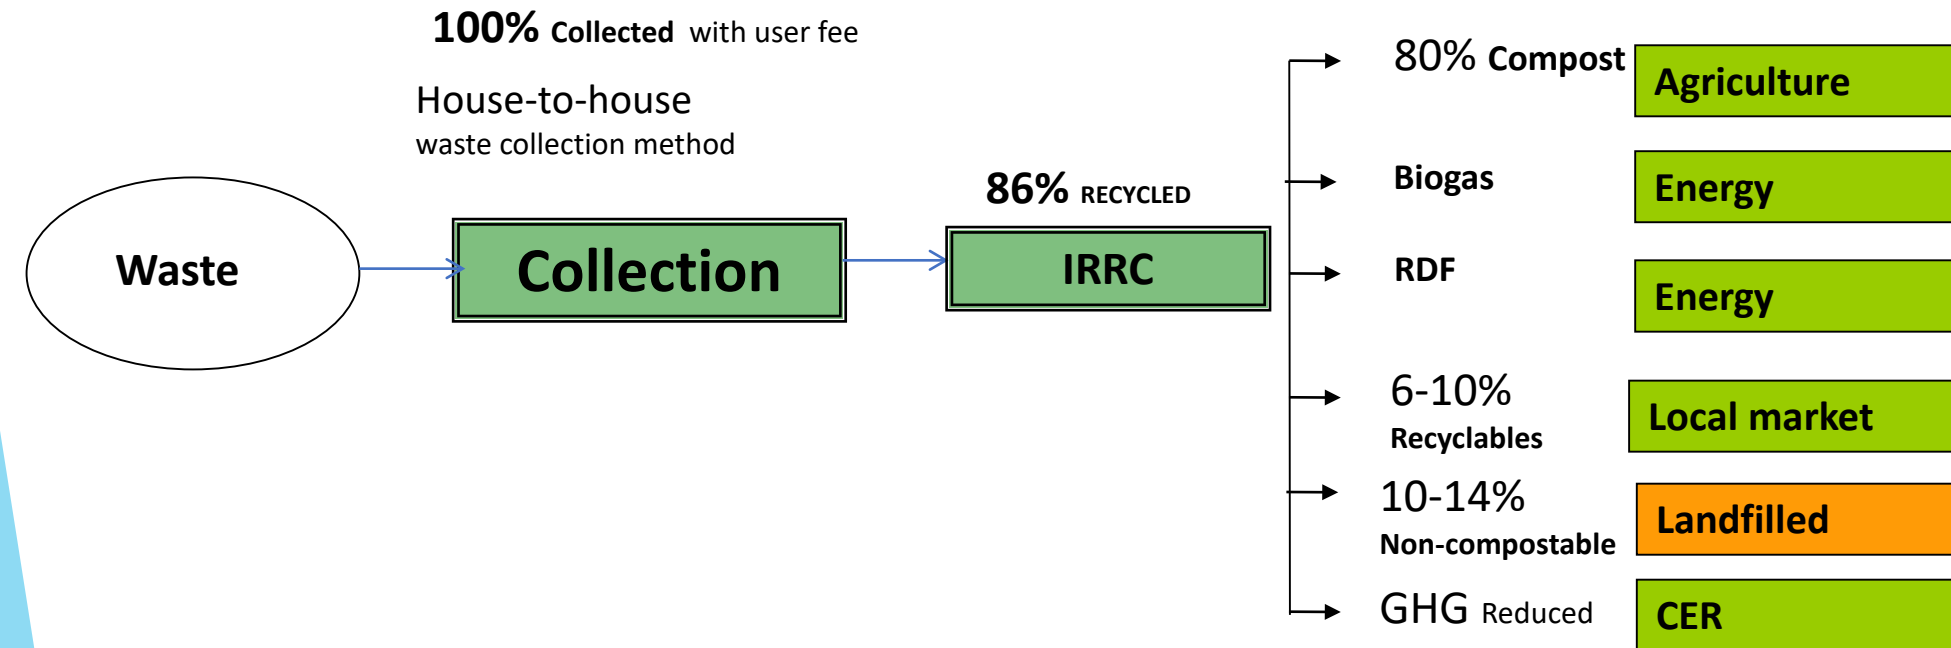 100% Collected with user fee
House-to-house
waste collection method
Waste
Collection
86% RECYCLED
IRRC
80% Compost
Agriculture
Biogas
Energy
RDF
Energy
6-10%
Recyclables
Local market
10-14%
Non-compostable
Landfilled
GHG Reduced
CER